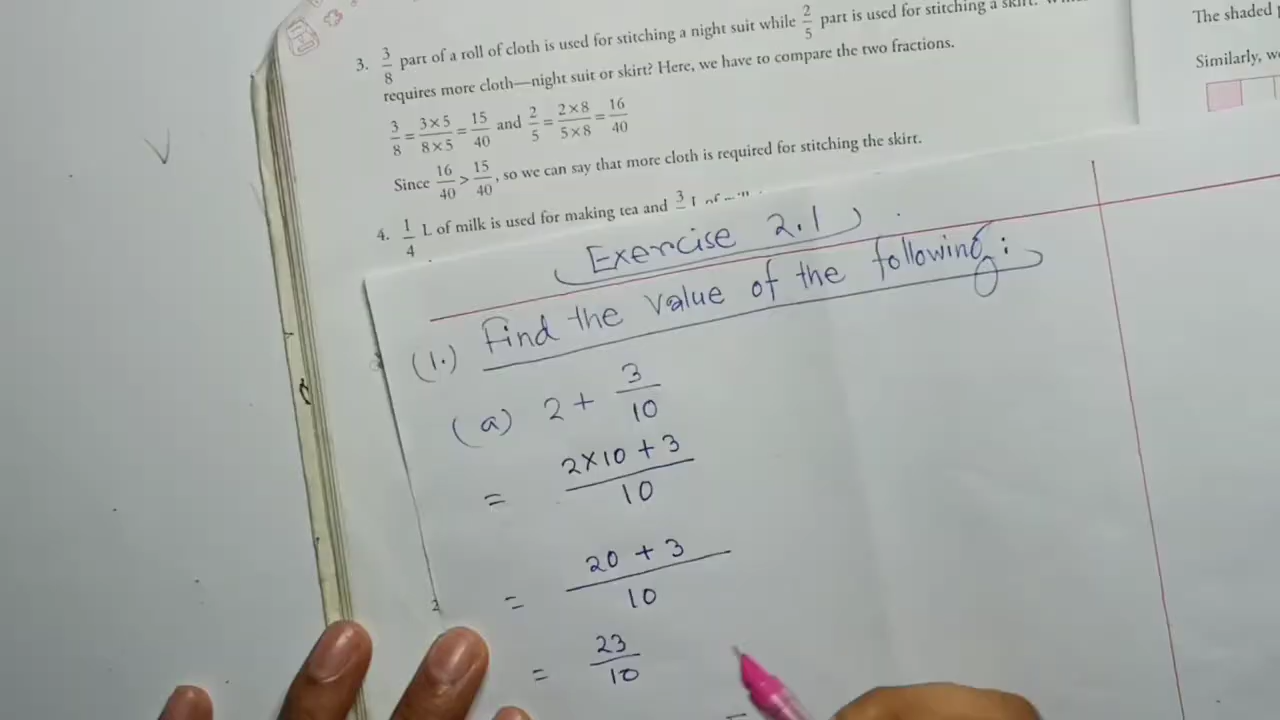 3. 3/8 part of a roll of cloth is used for stitching a night suit while 2/5 part is used for stitching a skirt.
requires more cloth—night suit or skirt? Here, we have to compare the two fractions.
3/8 = 3×5/8×5 = 15/40 and 2/5 = 2×8/5×8 = 16/40
Since 16/40 > 15/40, so we can say that more cloth is required for stitching the skirt.
4. 1/4 L of milk is used for making tea and 3
The shaded
Similarly, w
Exercise 2.1
(1.) Find the value of the following:
(a) 2 + 3/10
= 2×10 + 3/10
= 20 + 3/10
= 23/10